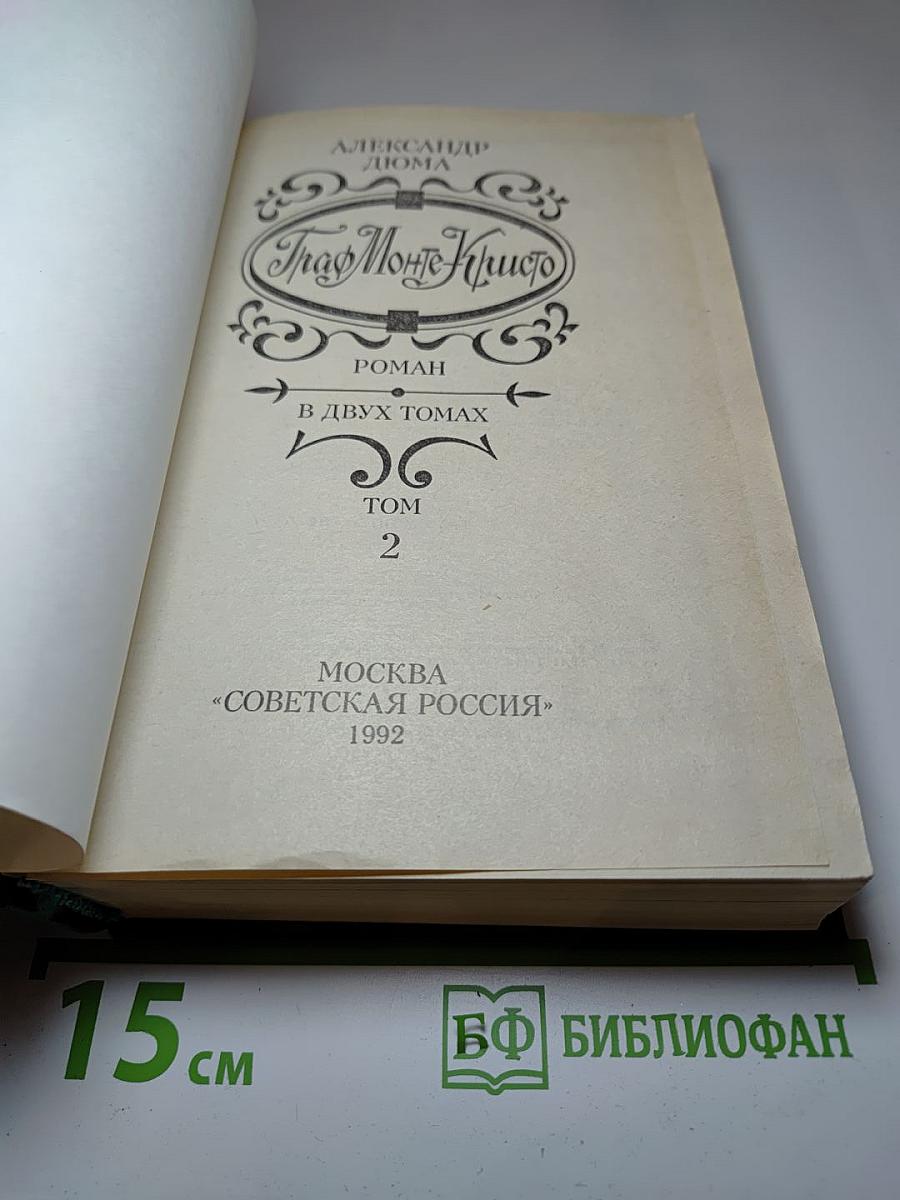 АЛЕКСАНДР
ДЮМА
Граф Монте-Кристо
РОМАН
В ДВУХ ТОМАХ
ТОМ
2
МОСКВА
«СОВЕТСКАЯ РОССИЯ»
1992
15 см
БФ БИБЛИОФАН